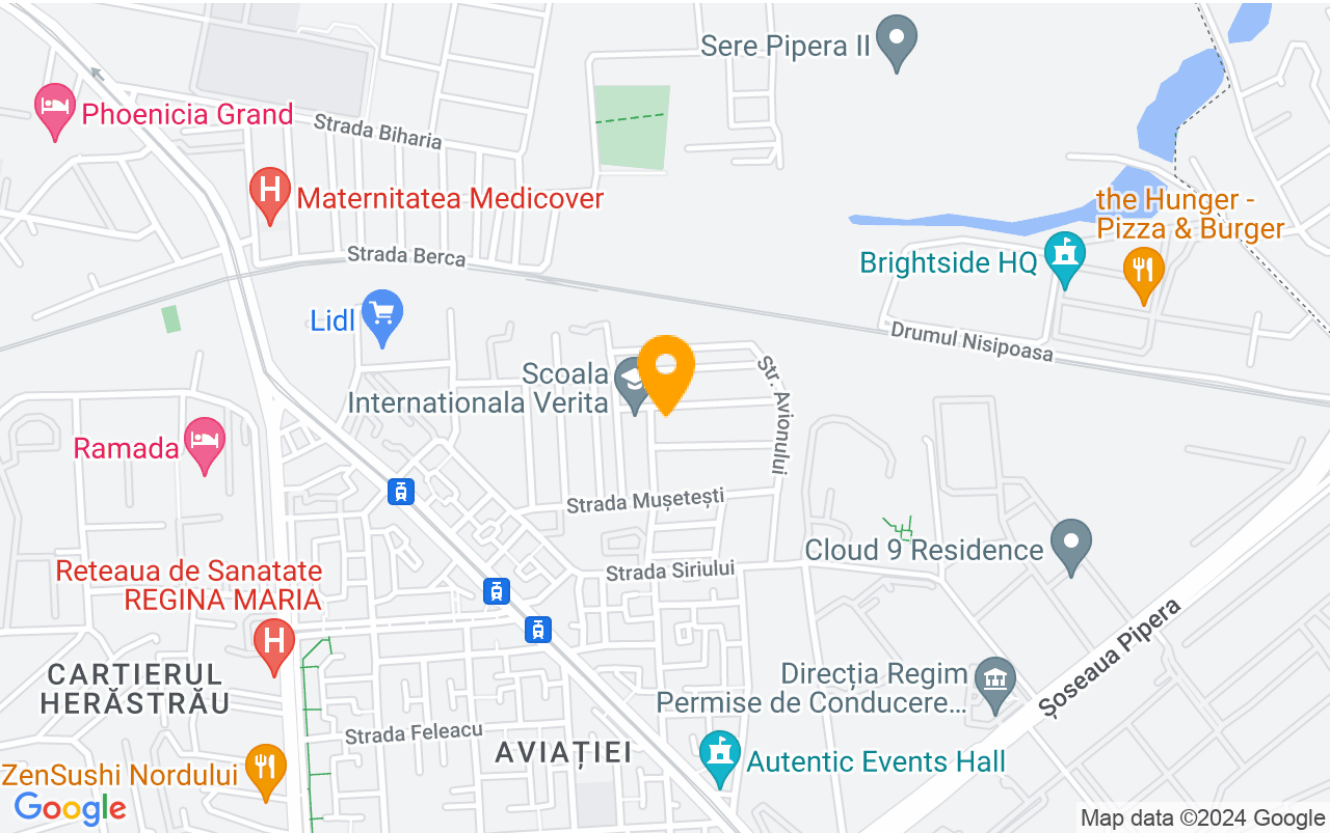 Sere Pipera II
Phoenicia Grand
Strada Biharia
H
Maternitatea Medicover
the Hunger -
Pizza & Burger
Strada Berca
Brightside HQ
Lidl
Drumul Nisipoasa
Scoala
Internationala Verita
Str. Avionului
Ramada
Strada Mușetești
Cloud 9 Residence
Strada Siriului
Reteaua de Sanatate
REGINA MARIA
H
Șoseaua Pipera
CARTIERUL
HERĂSTRĂU
Direcția Regim
Permise de Conducere...
Strada Feleacu
AVIAȚIEI
Autentic Events Hall
ZenSushi Nordului
Google
Map data ©2024 Google